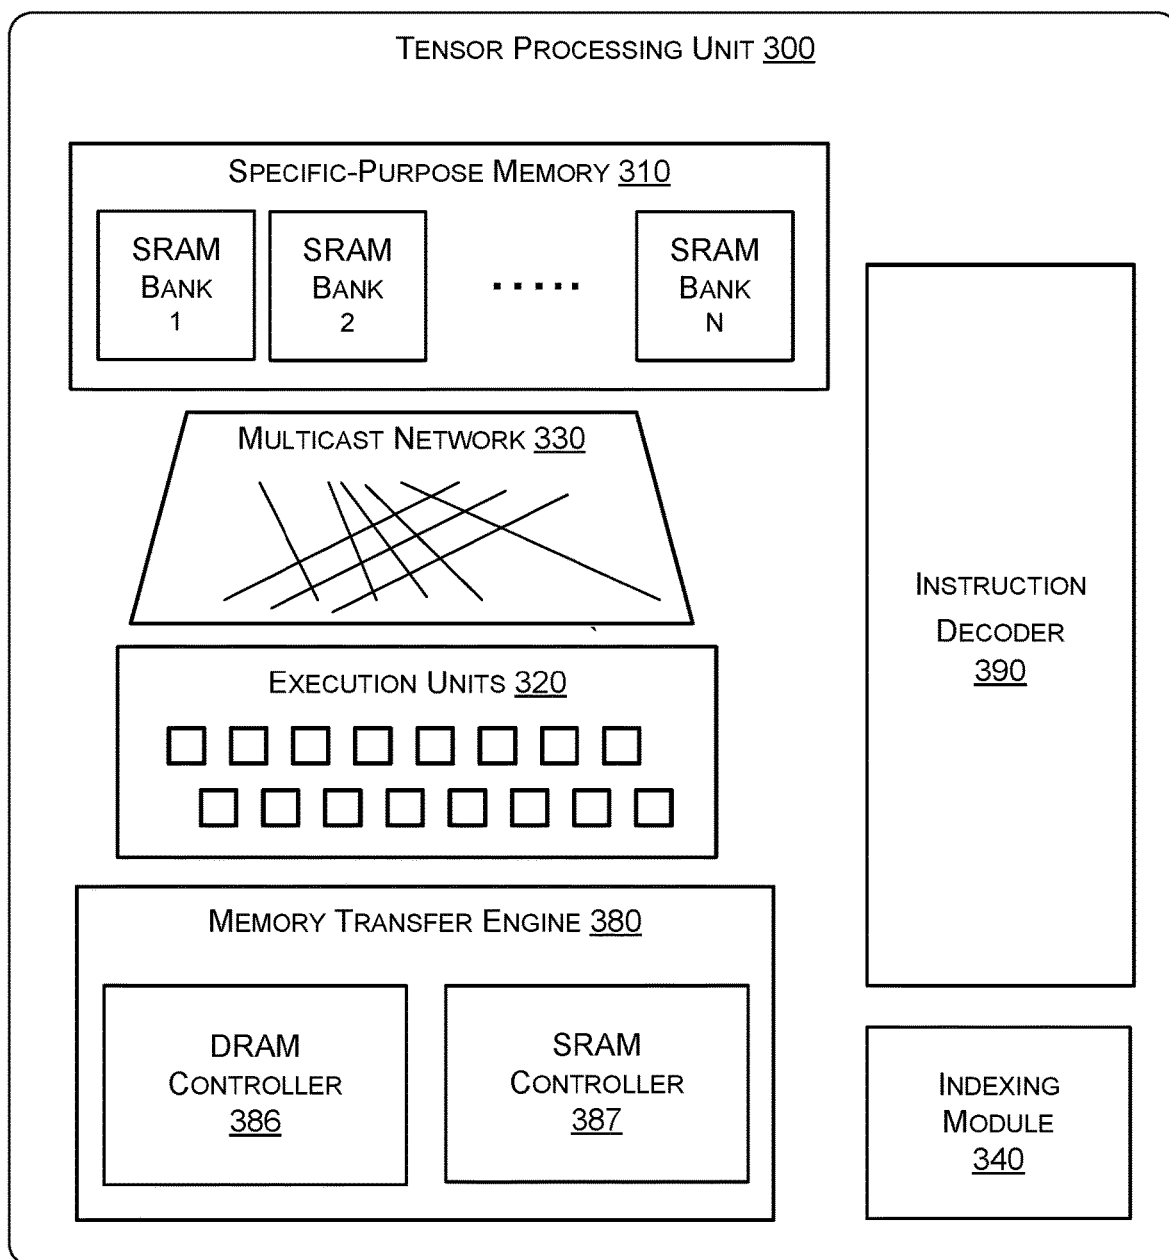 TENSOR PROCESSING UNIT 300
SPECIFIC-PURPOSE MEMORY 310
SRAM
BANK
1
SRAM
BANK
2
.....
SRAM
BANK
N
MULTICAST NETWORK 330
EXECUTION UNITS 320
MEMORY TRANSFER ENGINE 380
DRAM
CONTROLLER
386
SRAM
CONTROLLER
387
INSTRUCTION
DECODER
390
INDEXING
MODULE
340